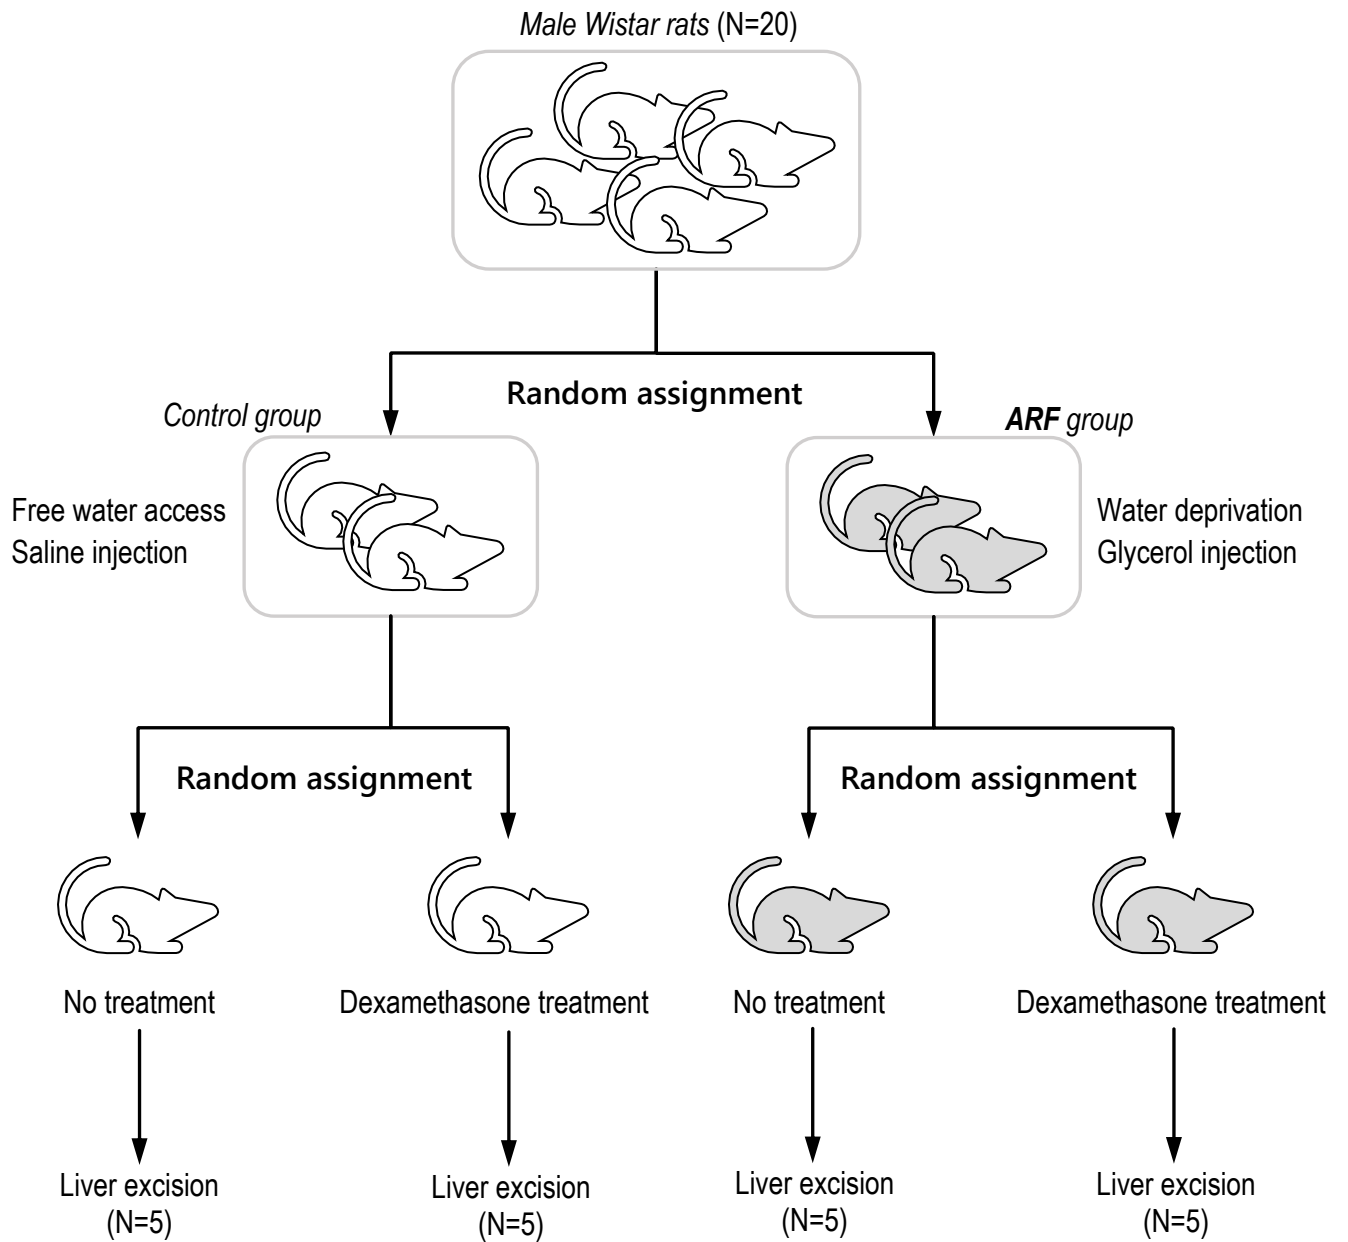 Male Wistar rats (N=20)
Random assignment
Control group
ARF group
Free water access
Saline injection
Water deprivation
Glycerol injection
Random assignment
Random assignment
No treatment
Dexamethasone treatment
No treatment
Dexamethasone treatment
Liver excision
(N=5)
Liver excision
(N=5)
Liver excision
(N=5)
Liver excision
(N=5)